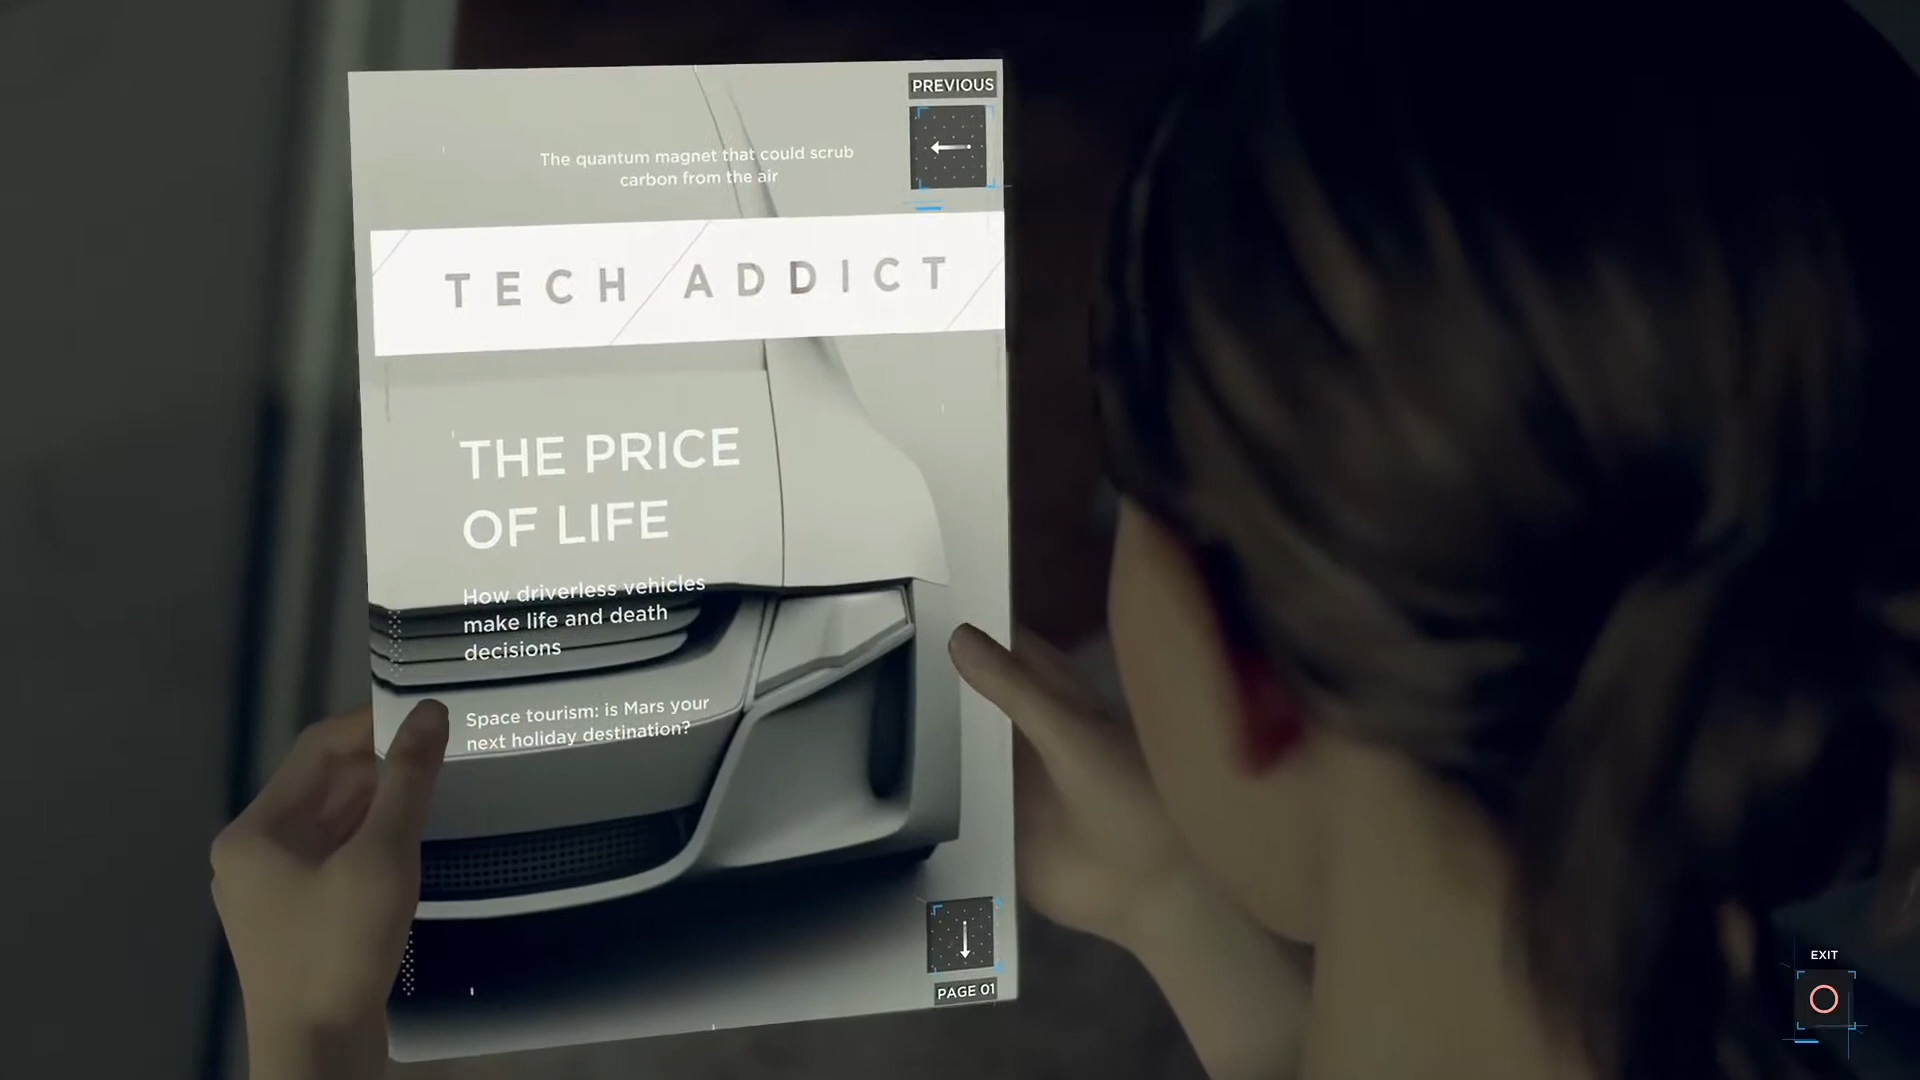 PREVIOUS
The quantum magnet that could scrub
carbon from the air
TECH ADDICT
THE PRICE
OF LIFE
How driverless vehicles
make life and death
decisions
Space tourism: is Mars your
next holiday destination?
PAGE 01
EXIT